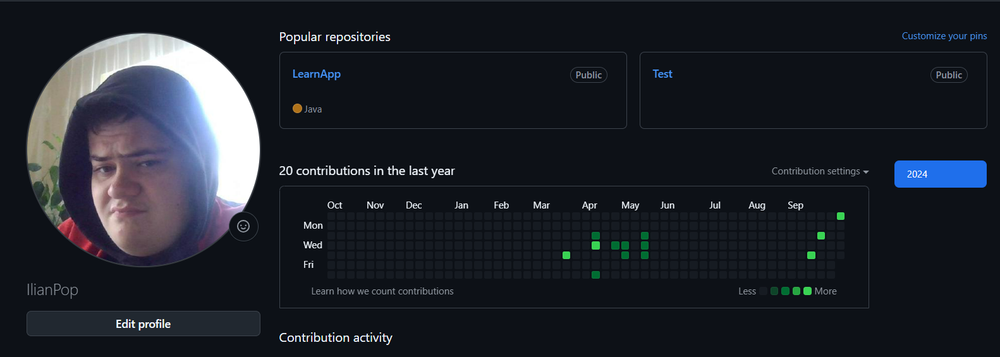 Popular repositories
Customize your pins
LearnApp
Public
Java
Test
Public
20 contributions in the last year
Contribution settings
2024
Oct Nov Dec Jan Feb Mar Apr May Jun Jul Aug Sep
Mon
Wed
Fri
Learn how we count contributions
Less
More
IlianPop
Edit profile
Contribution activity